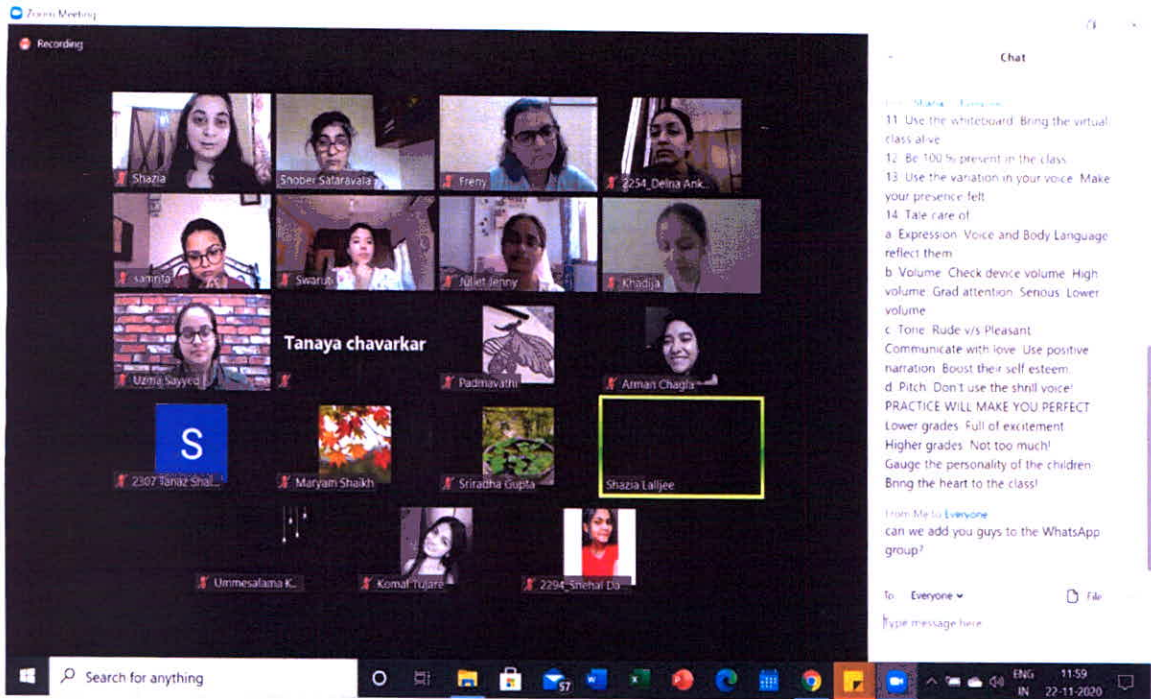 Zoom Meeting
Recording
Chat
11 Use the whiteboard. Bring the virtual
class alive
12 Be 100 % present in the class
13 Use the variation in your voice. Make
your presence felt
14 Tale care of
a Expression. Voice and Body Language
reflect them
b Volume. Check device volume. High
volume. Grad attention. Serious. Lower
volume
c Tone. Rude v/s Pleasant
Communicate with love. Use positive
narration. Boost their self esteem.
d Pitch. Don't use the shrill voice!
PRACTICE WILL MAKE YOU PERFECT
Lower grades. Full of excitement
Higher grades. Not too much!
Gauge the personality of the children
Bring the heart to the class!
From Me to Everyone
can we add you guys to the WhatsApp
group?
To Everyone
File
Type message here
Shazia
Shober Sataravala
Freny
2254_Delna Ank...
samrita
Swaruti
Juliet Jenny
Khadija
Uzma Sayyed
Tanaya chavarkar
Padmavathi
Arman Chagla
S
2307 Tanaz Shai...
Maryam Shaikh
Sriradha Gupta
Shazia Lalljee
Ummesalama K...
Komal Tujare
2294_Snehal Da...
Search for anything
57
ENG
IN
11:59
22-11-2020